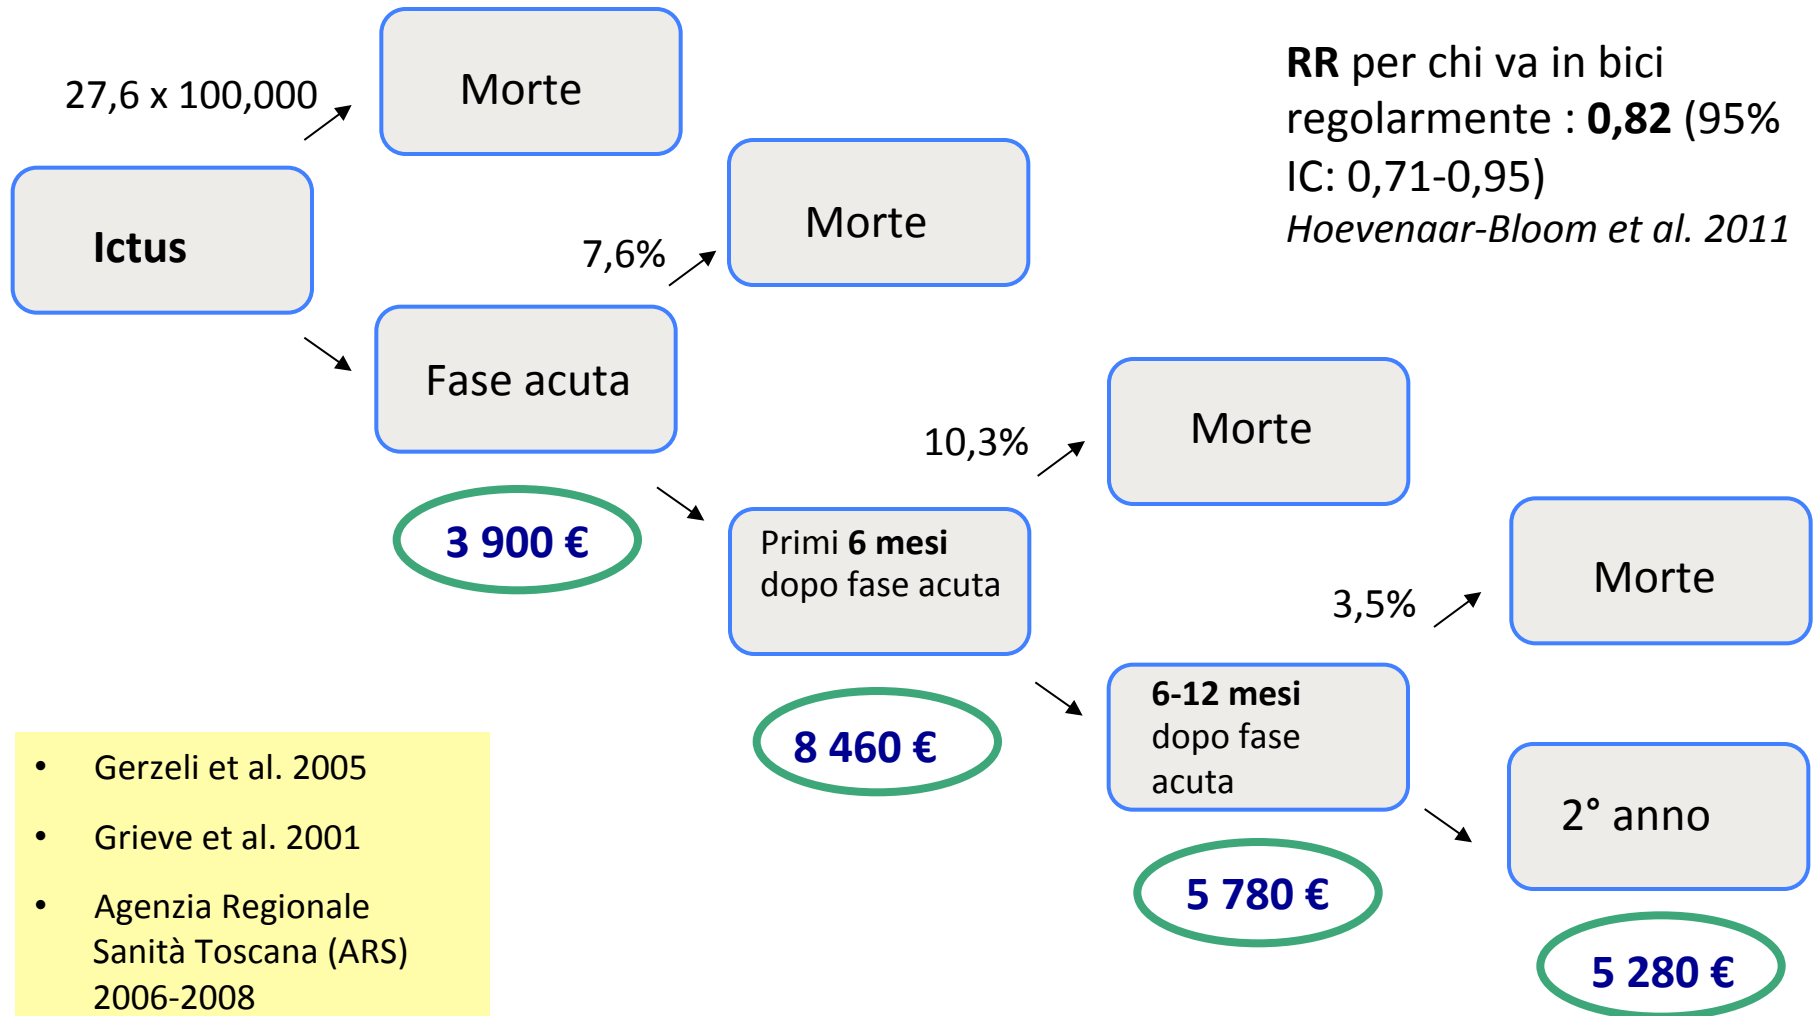 27,6 x 100,000
Morte
RR per chi va in bici
regolarmente : 0,82 (95%
IC: 0,71-0,95)
Hoevenaar-Bloom et al. 2011
Ictus
7,6%
Morte
Fase acuta
3 900 €
10,3%
Morte
Primi 6 mesi
dopo fase acuta
8 460 €
3,5%
Morte
6-12 mesi
dopo fase
acuta
5 780 €
2° anno
5 280 €
• Gerzeli et al. 2005
• Grieve et al. 2001
• Agenzia Regionale
Sanità Toscana (ARS)
2006-2008